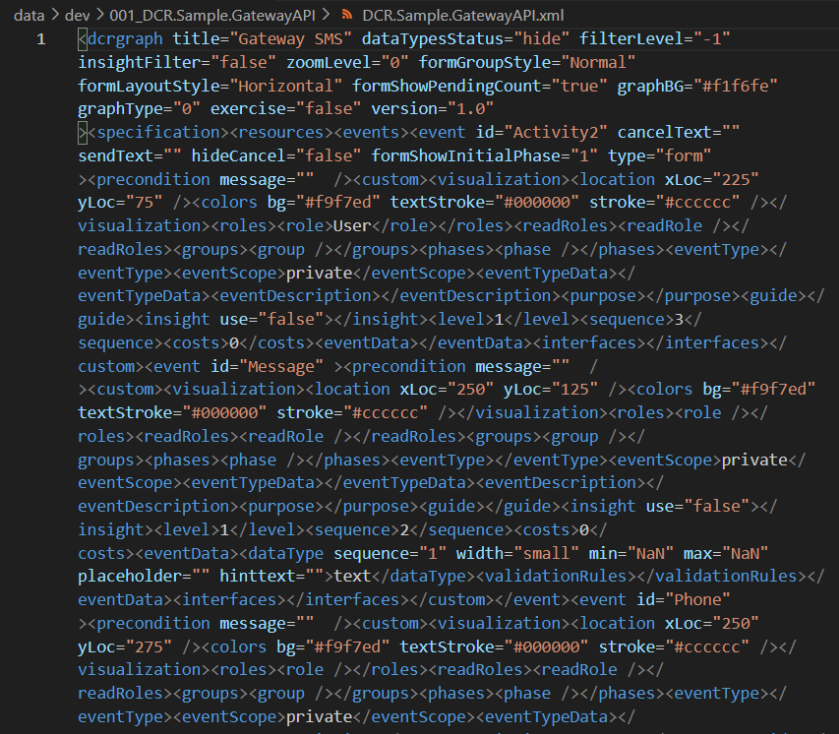 data > dev > 001_DCR.Sample.GatewayAPI > DCR.Sample.GatewayAPI.xml
1 <dcrgraph title="Gateway SMS" dataTypesStatus="hide" filterLevel="-1"
insightFilter="false" zoomLevel="0" formGroupStyle="Normal"
formLayoutStyle="Horizontal" formShowPendingCount="true" graphBG="#f1f6fe"
graphType="0" exercise="false" version="1.0"
><specification><resources><events><event id="Activity2" cancelText=""
sendText="" hideCancel="false" formShowInitialPhase="1" type="form"
><precondition message=""  /><custom><visualization><location xLoc="225"
yLoc="75" /><colors bg="#f9f7ed" textStroke="#000000" stroke="#cccccc" /></
visualization><roles><role>User</role></roles><readRoles><readRole /></
readRoles><groups><group /></groups><phases><phase /></phases><eventType></
eventType><eventScope>private</eventScope><eventTypeData></
eventTypeData><eventDescription></eventDescription><purpose></purpose><guide></
guide><insight use="false"></insight><level>1</level><sequence>3</
sequence><costs>0</costs><eventData></eventData><interfaces></interfaces></
custom><event id="Message" ><precondition message=""  /
><custom><visualization><location xLoc="250" yLoc="125" /><colors bg="#f9f7ed"
textStroke="#000000" stroke="#cccccc" /></visualization><roles><role /></
roles><readRoles><readRole /></readRoles><groups><group /></
groups><phases><phase /></phases><eventType></eventType><eventScope>private</
eventScope><eventTypeData></eventTypeData><eventDescription></
eventDescription><purpose></purpose><guide></guide><insight use="false"></
insight><level>1</level><sequence>2</sequence><costs>0</
costs><eventData><dataType sequence="1" width="small" min="NaN" max="NaN"
placeholder="" hinttext="">text</dataType><validationRules></validationRules></
eventData><interfaces></interfaces></custom></event><event id="Phone"
><precondition message=""  /><custom><visualization><location xLoc="250"
yLoc="275" /><colors bg="#f9f7ed" textStroke="#000000" stroke="#cccccc" /></
visualization><roles><role /></roles><readRoles><readRole /></
readRoles><groups><group /></groups><phases><phase /></phases><eventType></
eventType><eventScope>private</eventScope><eventTypeData></